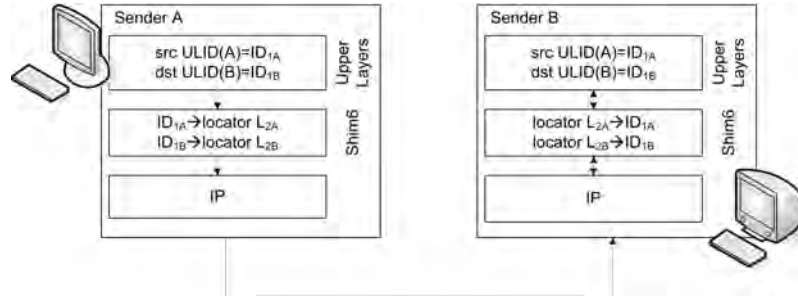 Sender A
src ULID(A)=ID1A
dst ULID(B)=ID1B
Upper
Layers
ID1A→locator L2A
ID1B→locator L2B
Shim6
IP
Sender B
src ULID(A)=ID1A
dst ULID(B)=ID1B
Upper
Layers
locator L2A→ID1A
locator L2B→ID1B
Shim6
IP